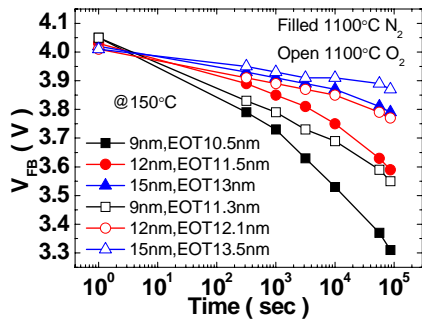 Filled 1100°C N2
Open 1100°C O2
@150°C
9nm,EOT10.5nm
12nm,EOT11.5nm
15nm,EOT13nm
9nm,EOT11.3nm
12nm,EOT12.1nm
15nm,EOT13.5nm
V_FB ( V )
4.1
4.0
3.9
3.8
3.7
3.6
3.5
3.4
3.3
10^0 10^1 10^2 10^3 10^4 10^5
Time ( sec )